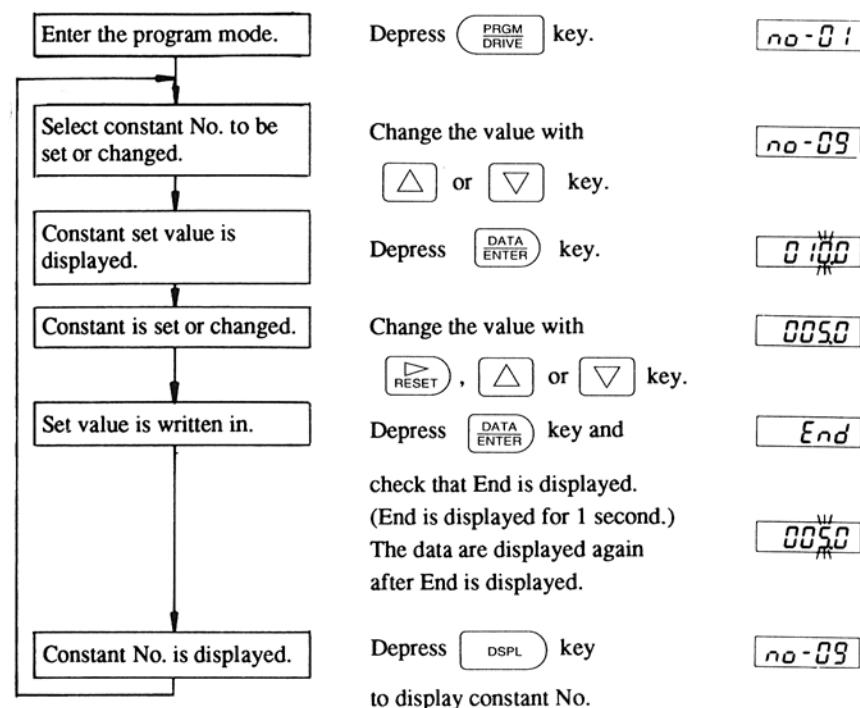 Enter the program mode.
Depress PRGM DRIVE key.
no-01
Select constant No. to be
set or changed.
Change the value with
or key.
no-09
Constant set value is
displayed.
Depress DATA ENTER key.
010.0
Constant is set or changed.
Change the value with
RESET , or key.
005.0
Set value is written in.
Depress DATA ENTER key and
End
check that End is displayed.
(End is displayed for 1 second.)
The data are displayed again
after End is displayed.
005.0
Constant No. is displayed.
Depress DSPL key
to display constant No.
no-09